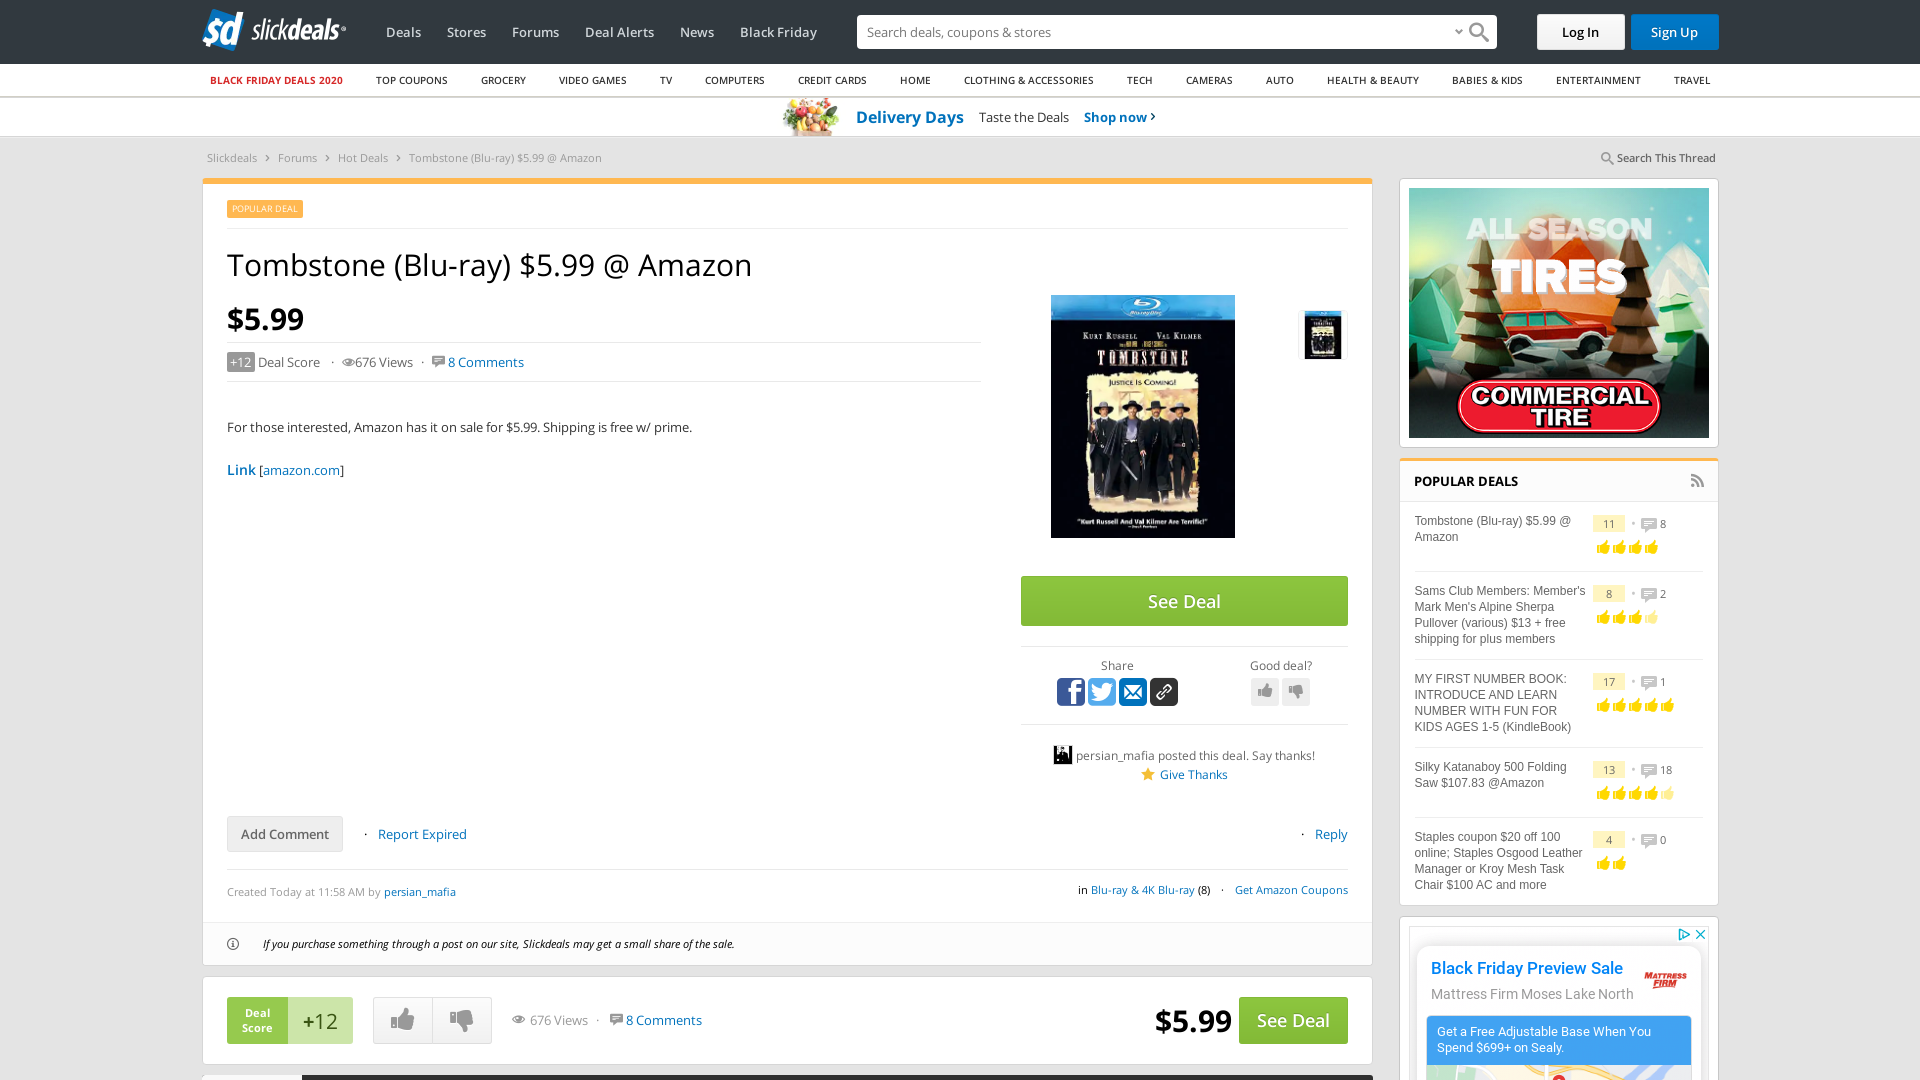 sd slickdeals
Deals Stores Forums Deal Alerts News Black Friday
Search deals, coupons & shops
Log In
Sign Up
BLACK FRIDAY DEALS 2020 TOP COUPONS GROCERY VIDEO GAMES TV COMPUTERS CREDIT CARDS HOME CLOTHING & ACCESSORIES TECH CAMERAS AUTO HEALTH & BEAUTY BABIES & KIDS ENTERTAINMENT TRAVEL
Delivery Days Taste the Deals Shop now ›
Slickdeals › Forums › Hot Deals › Tombstone (Blu-ray) $5.99 @ Amazon
Search This Thread
POPULAR DEAL
Tombstone (Blu-ray) $5.99 @ Amazon
$5.99
+12 Deal Score · 676 Views · 8 Comments
For those interested, Amazon has it on sale for $5.99. Shipping is free w/ prime.
Link [amazon.com]
KURT RUSSELL VAL KILMER
TOMBSTONE
JUSTICE IS COMING!
"Kurt Russell And Val Kilmer Are Terrific!"
See Deal
Share
Good deal?
persian_mafia posted this deal. Say thanks!
Give Thanks
Add Comment · Report Expired
· Reply
Created Today at 11:58 AM by persian_mafia
in Blu-ray & 4K Blu-ray (8) · Get Amazon Coupons
If you purchase something through a post on our site, Slickdeals may get a small share of the sale.
Deal
Score
+12
676 Views · 8 Comments
$5.99
See Deal
ALL SEASON
TIRES
COMMERCIAL
TIRE
POPULAR DEALS
Tombstone (Blu-ray) $5.99 @
Amazon
11 · 8
Sams Club Members: Member's
Mark Men's Alpine Sherpa
Pullover (various) $13 + free
shipping for plus members
8 · 2
MY FIRST NUMBER BOOK:
INTRODUCE AND LEARN
NUMBER WITH FUN FOR
KIDS AGES 1-5 (KindleBook)
17 · 1
Silky Katanaboy 500 Folding
Saw $107.83 @Amazon
13 · 18
Staples coupon $20 off 100
online; Staples Osgood Leather
Manager or Kroy Mesh Task
Chair $100 AC and more
4 · 0
Black Friday Preview Sale
MATTRESS
FIRM
Mattress Firm Moses Lake North
Get a Free Adjustable Base When You
Spend $699+ on Sealy.